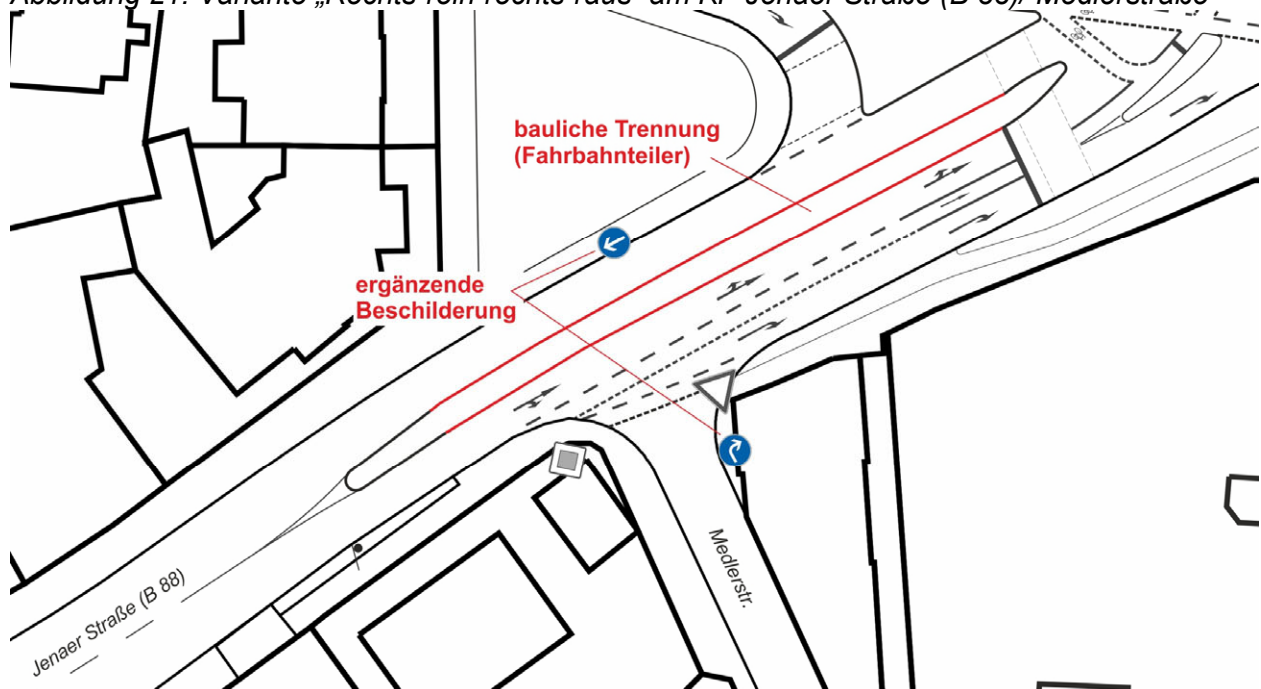 Abbildung 21: Variante „Rechts rein rechts raus“ am KP Jenaer Straße (B 88)/ Medlerstraße
bauliche Trennung
(Fahrbahnteiler)
ergänzende
Beschilderung
Medlerstr.
Jenaer Straße (B 88)